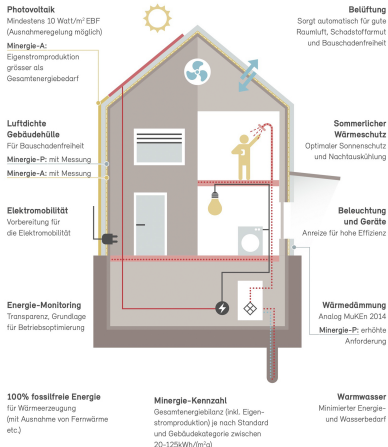 Photovoltaik
Mindestens 10 Watt/m² EBF
(Ausnahmeregelung möglich)
Minergie-A:
Eigenstromproduktion
grösser als
Gesamtenergiebedarf
Belüftung
Sorgt automatisch für gute
Raumluft, Schadstoffarmut
und Bauschadenfreiheit
Luftdichte
Gebäudehülle
Für Bauschadenfreiheit
Minergie-P: mit Messung
Minergie-A: mit Messung
Sommerlicher
Wärmeschutz
Optimaler Sonnenschutz
und Nachtauskühlung
Elektromobilität
Vorbereitung für
die Elektromobilität
Beleuchtung
und Geräte
Anreize für hohe Effizienz
Energie-Monitoring
Transparenz, Grundlage
für Betriebsoptimierung
Wärmedämmung
Analog MuKEn 2014
Minergie-P: erhöhte
Anforderung
100% fossilfreie Energie
für Wärmeerzeugung
(mit Ausnahme von Fernwärme
etc.)
Minergie-Kennzahl
Gesamtenergiebilanz (inkl. Eigen-
stromproduktion) je nach Standard
und Gebäudekategorie zwischen
20–125kWh/(m²a)
Warmwasser
Minimierter Energie-
und Wasserbedarf